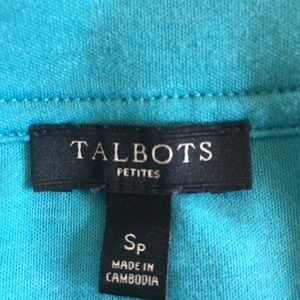 TALBOTS
PETITES
Sp
MADE IN
CAMBODIA